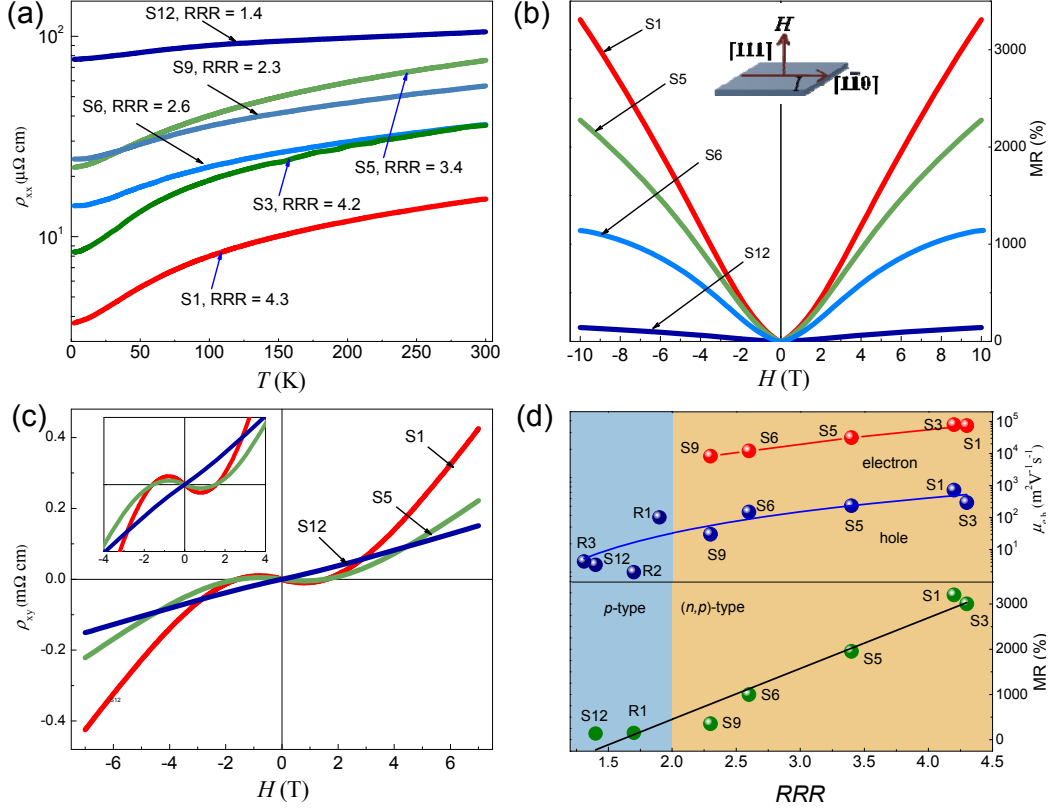 (a)
S12, RRR = 1.4
S9, RRR = 2.3
S6, RRR = 2.6
S5, RRR = 3.4
S3, RRR = 4.2
S1, RRR = 4.3
10²
10¹
ρxx (μΩ cm)
0 50 100 150 200 250 300
T (K)
(b)
S1
S5
S6
S12
H
[111]
I
[11̄0]
3000
2000
1000
0
MR (%)
-10 -8 -6 -4 -2 0 2 4 6 8 10
H (T)
(c)
-4 -2 0 2 4
S1
S5
S12
S12
0.4
0.2
0.0
-0.2
-0.4
ρxy (mΩ cm)
-6 -4 -2 0 2 4 6
H (T)
(d)
S9
S6
S5
S3
S1
electron
R3
S12
R1
R2
S9
S6
S5
S1
S3
hole
10⁵
10⁴
10³
10²
10¹
μe,h (m²V⁻¹s⁻¹)
p-type
(n,p)-type
S12
R1
S9
S6
S5
S1
S3
3000
2000
1000
0
MR (%)
1.5 2.0 2.5 3.0 3.5 4.0 4.5
RRR